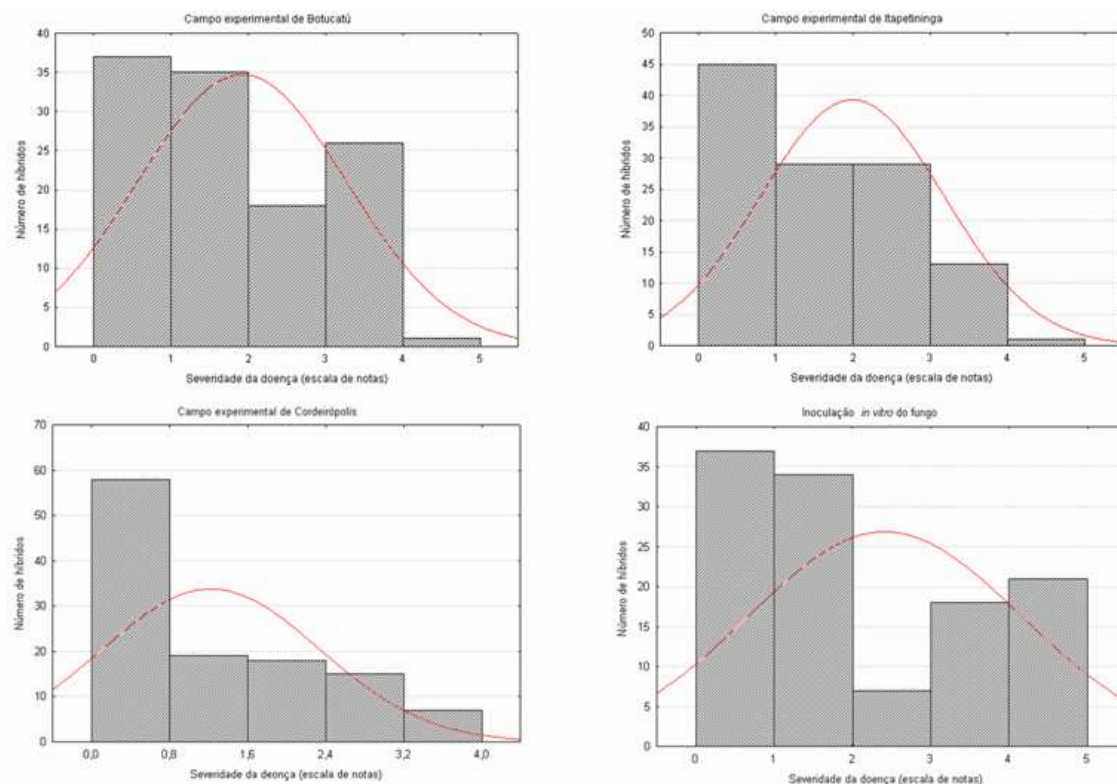 Campo experimental de Botucatú
Número de híbridos
40
35
30
25
20
15
10
5
0
0 1 2 3 4 5
Severidade da doença (escala de notas)
Campo experimental de Itapetininga
Número de híbridos
50
45
40
35
30
25
20
15
10
5
0
0 1 2 3 4 5
Severidade da doença (escala de notas)
Campo experimental de Cordeirópolis
Número de híbridos
70
60
50
40
30
20
10
0
0,0 0,8 1,6 2,4 3,2 4,0
Severidade da deonça (escala de notas)
Inoculação in vitro do fungo
Número de híbridos
40
35
30
25
20
15
10
5
0
0 1 2 3 4 5
Severidade da doença (escala de notas)